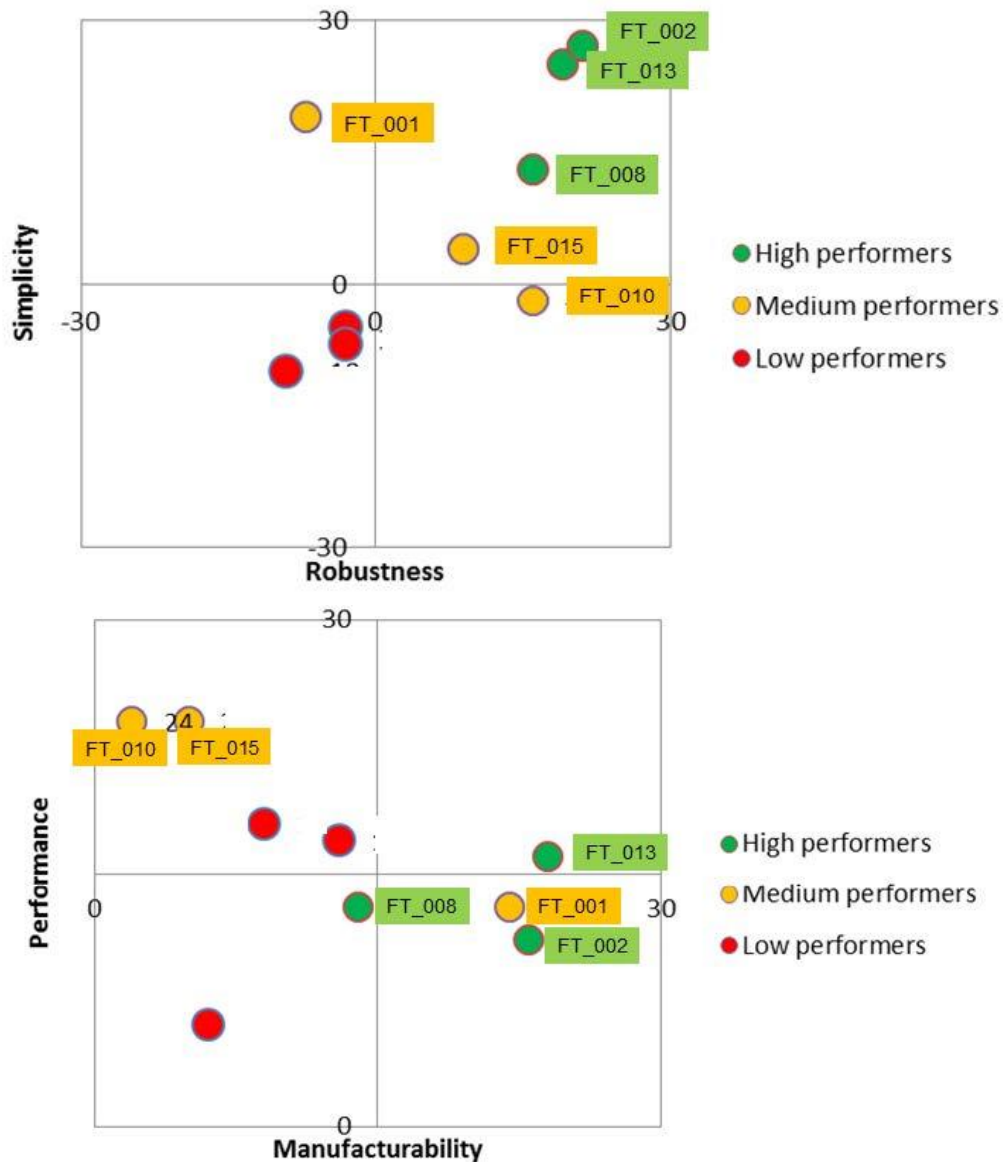 30
FT_002
FT_013
FT_001
FT_008
Simplicity
FT_015
High performers
0
FT_010
Medium performers
-30
0
30
Low performers
-30
Robustness
30
24
FT_010
FT_015
Performance
FT_013
High performers
0
FT_008
FT_001
30
Medium performers
FT_002
Low performers
0
Manufacturability